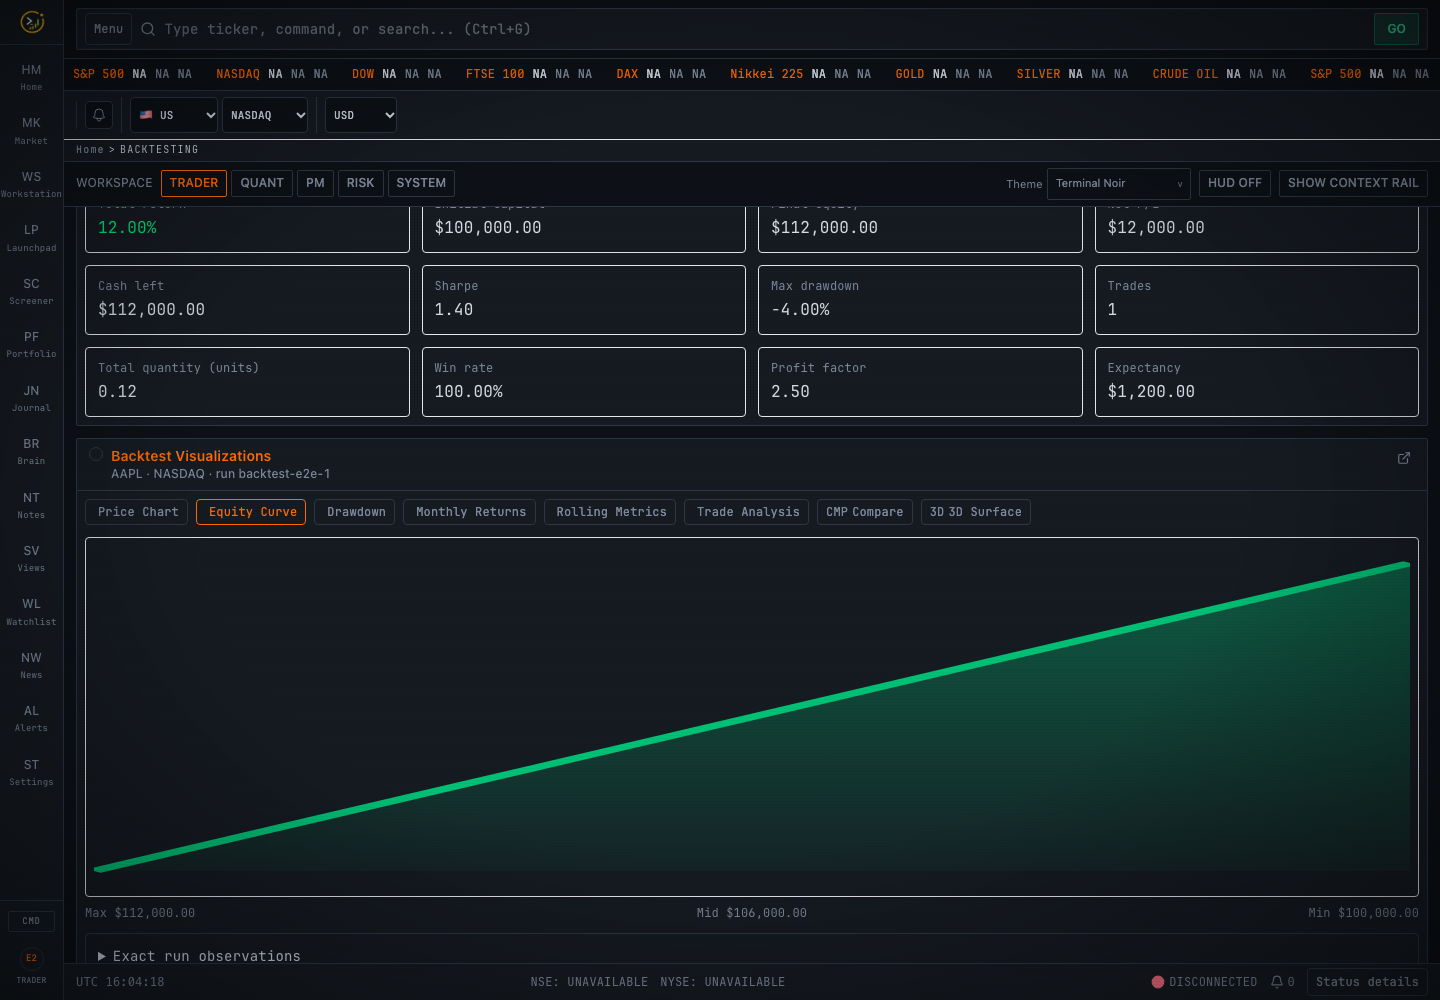 Menu Type ticker, command, or search... (Ctrl+G) GO
S&P 500 NA NA NA NASDAQ NA NA NA DOW NA NA NA FTSE 100 NA NA NA DAX NA NA NA Nikkei 225 NA NA NA GOLD NA NA NA SILVER NA NA NA CRUDE OIL NA NA NA S&P 500 NA NA NA
US NASDAQ USD
Home > BACKTESTING
WORKSPACE TRADER QUANT PM RISK SYSTEM Theme Terminal Noir HUD OFF SHOW CONTEXT RAIL
HM
Home
MK
Market
WS
Workstation
LP
Launchpad
SC
Screener
PF
Portfolio
JN
Journal
BR
Brain
NT
Notes
SV
Views
WL
Watchlist
NW
News
AL
Alerts
ST
Settings
CMD
E2
TRADER
12.00% $100,000.00 $112,000.00 $12,000.00
Cash left Sharpe Max drawdown Trades
$112,000.00 1.40 -4.00% 1
Total quantity (units) Win rate Profit factor Expectancy
0.12 100.00% 2.50 $1,200.00
Backtest Visualizations
AAPL · NASDAQ · run backtest-e2e-1
Price Chart Equity Curve Drawdown Monthly Returns Rolling Metrics Trade Analysis CMP Compare 3D 3D Surface
Max $112,000.00 Mid $106,000.00 Min $100,000.00
▶ Exact run observations
UTC 16:04:18 NSE: UNAVAILABLE NYSE: UNAVAILABLE DISCONNECTED 0 Status details